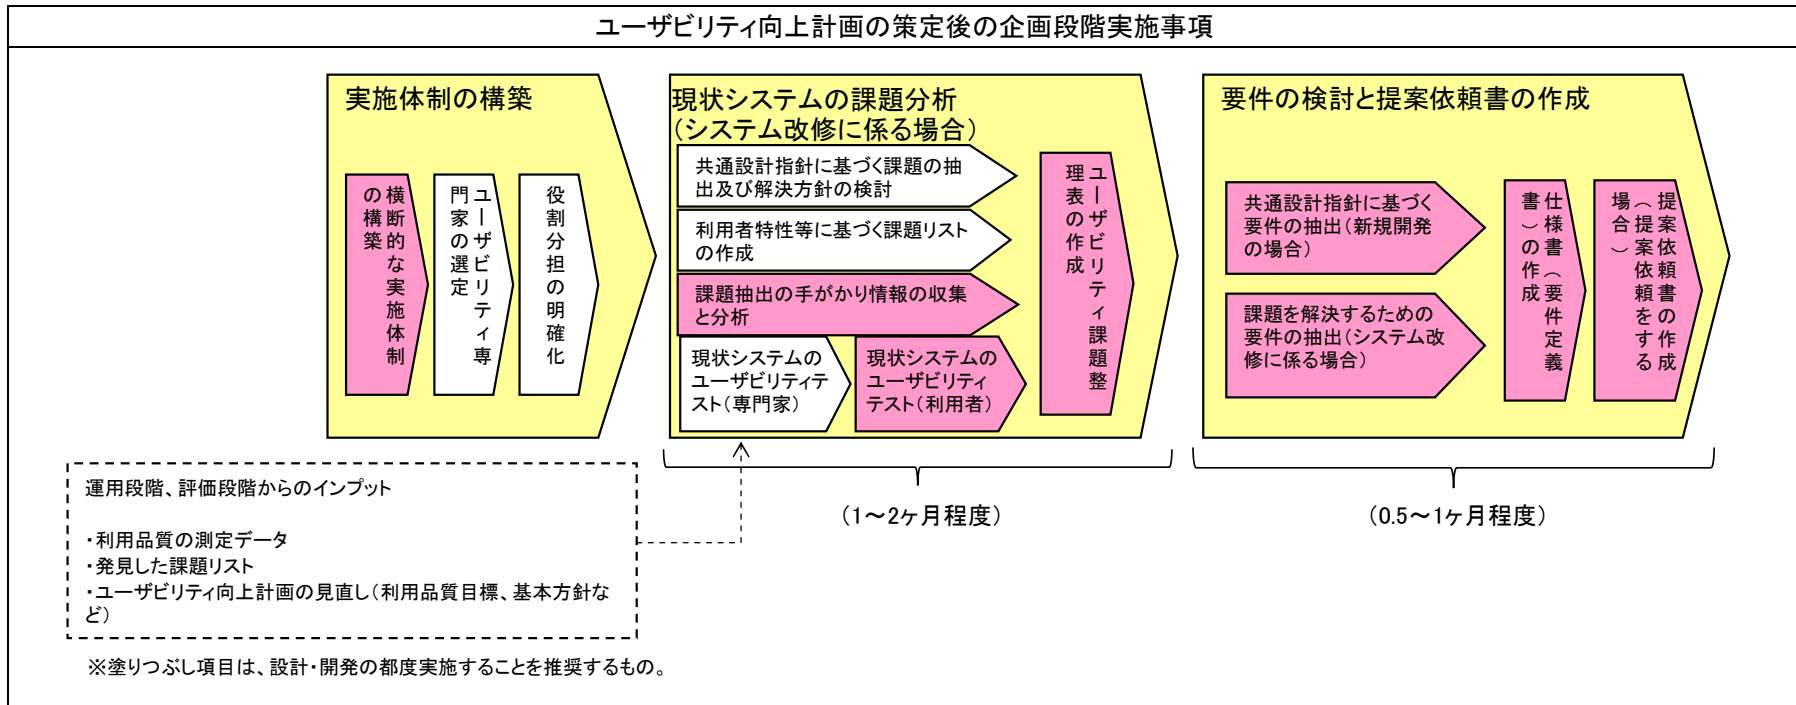 ユーザビリティ向上計画の策定後の企画段階実施事項
実施体制の構築
横断的な実施体制
の構築
ユーザビリティ専
門家の選定
役割分担の明確化
現状システムの課題分析
（システム改修に係る場合）
共通設計指針に基づく課題の抽
出及び解決方針の検討
利用者特性等に基づく課題リスト
の作成
課題抽出の手がかり情報の収集
と分析
現状システムの
ユーザビリティテ
スト（専門家）
現状システムの
ユーザビリティ
テスト（利用者）
ユーザビリティ課題整
理表の作成
（1～2ヶ月程度）
要件の検討と提案依頼書の作成
共通設計指針に基づく
要件の抽出（新規開発
の場合）
課題を解決するための
要件の抽出（システム改
修に係る場合）
仕様書（要件定義
書）の作成
提案依頼書の作成
（提案依頼をする
場合）
（0.5～1ヶ月程度）
運用段階、評価段階からのインプット
・利用品質の測定データ
・発見した課題リスト
・ユーザビリティ向上計画の見直し（利用品質目標、基本方針な
ど）
※塗りつぶし項目は、設計・開発の都度実施することを推奨するもの。